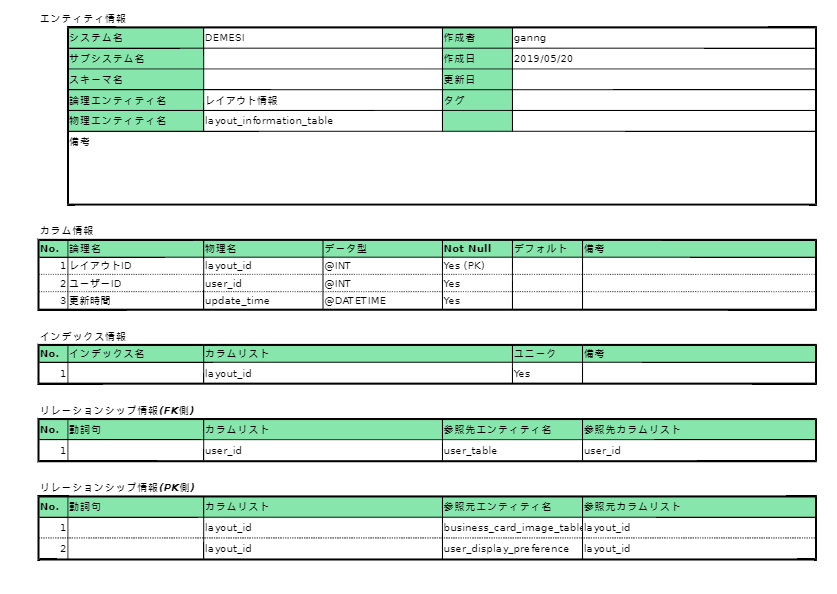 エンティティ情報
システム名 DEMESI 作成者 ganng
サブシステム名 作成日 2019/05/20
スキーマ名 更新日
論理エンティティ名 レイアウト情報 タグ
物理エンティティ名 layout_information_table
備考
カラム情報
No. 論理名 物理名 データ型 Not Null デフォルト 備考
1 レイアウトID layout_id @INT Yes (PK)
2 ユーザーID user_id @INT Yes
3 更新時間 update_time @DATETIME Yes
インデックス情報
No. インデックス名 カラムリスト ユニーク 備考
1 layout_id Yes
リレーションシップ情報(FK側)
No. 動詞句 カラムリスト 参照先エンティティ名 参照先カラムリスト
1 user_id user_table user_id
リレーションシップ情報(PK側)
No. 動詞句 カラムリスト 参照元エンティティ名 参照元カラムリスト
1 layout_id business_card_image_table layout_id
2 layout_id user_display_preference layout_id